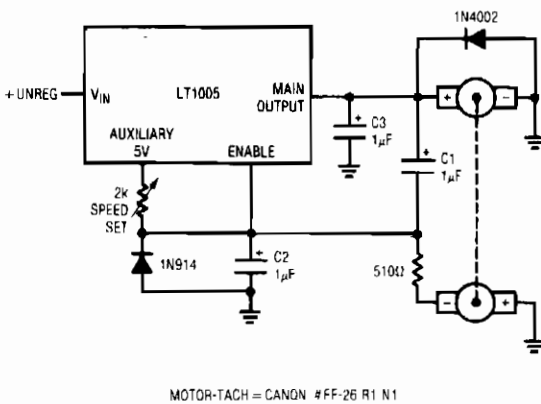 1N4002
+ UNREG
VIN
LT1005
MAIN
OUTPUT
+ -
AUXILIARY
5V
ENABLE
+
C3
1µF
+
C1
1µF
2k
SPEED
SET
1N914
+
C2
1µF
510Ω
- +
MOTOR-TACH = CANON #FF-26 R1 N1